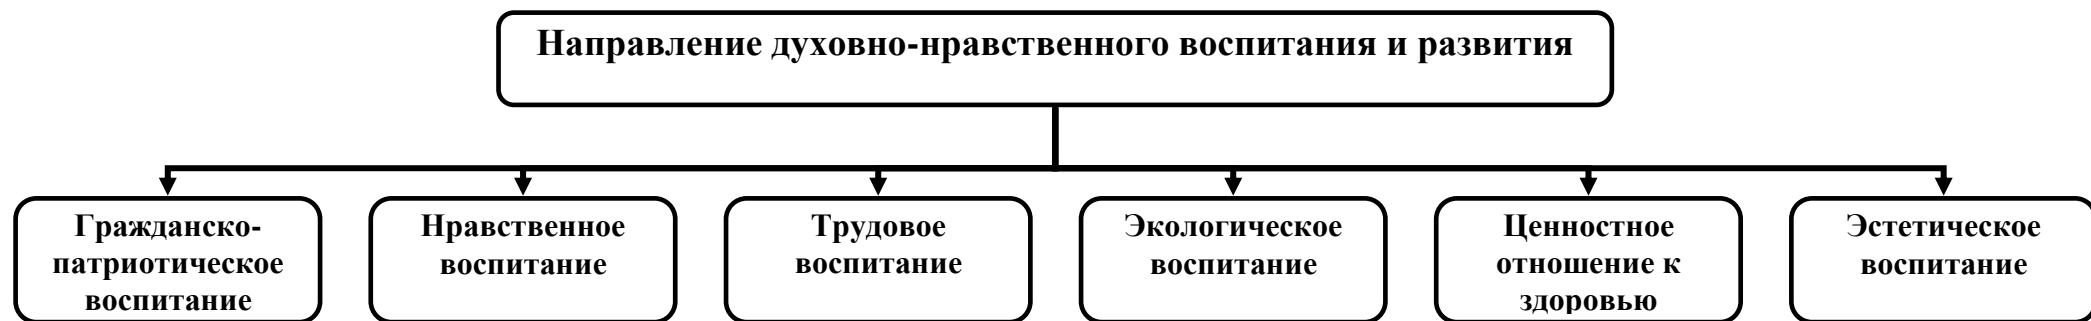 Направление духовно-нравственного воспитания и развития
Гражданско-
патриотическое
воспитание
Нравственное
воспитание
Трудовое
воспитание
Экологическое
воспитание
Ценностное
отношение к
здоровью
Эстетическое
воспитание